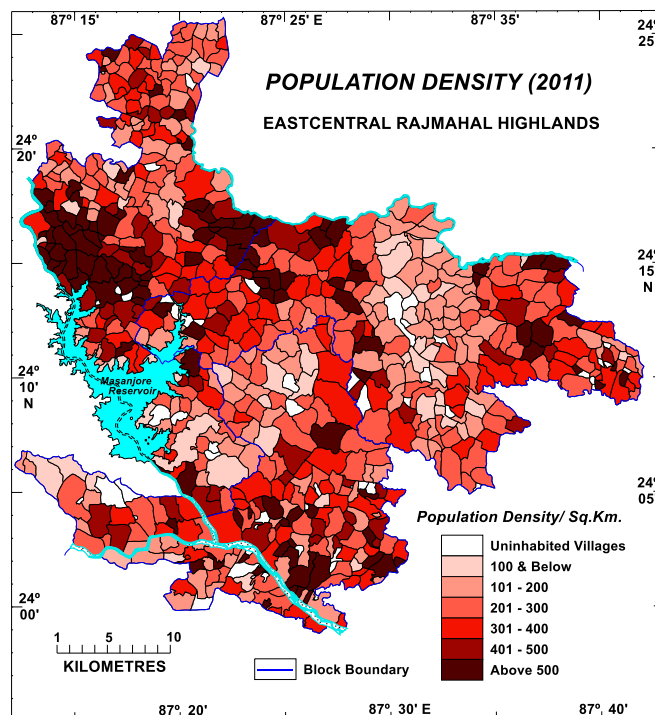 87° 15' 87° 25' E 87° 35' 24°
25'
POPULATION DENSITY (2011)
EASTCENTRAL RAJMAHAL HIGHLANDS
24°
20'
24°
15'
N
24°
10'
N
Masanjore
Reservoir
24°
05'
Population Density/ Sq.Km.
Uninhabited Villages
100 & Below
101 - 200
201 - 300
301 - 400
401 - 500
Above 500
24°
00'
1 5 10
KILOMETRES
Block Boundary
87° 20' 87° 30' E 87° 40'